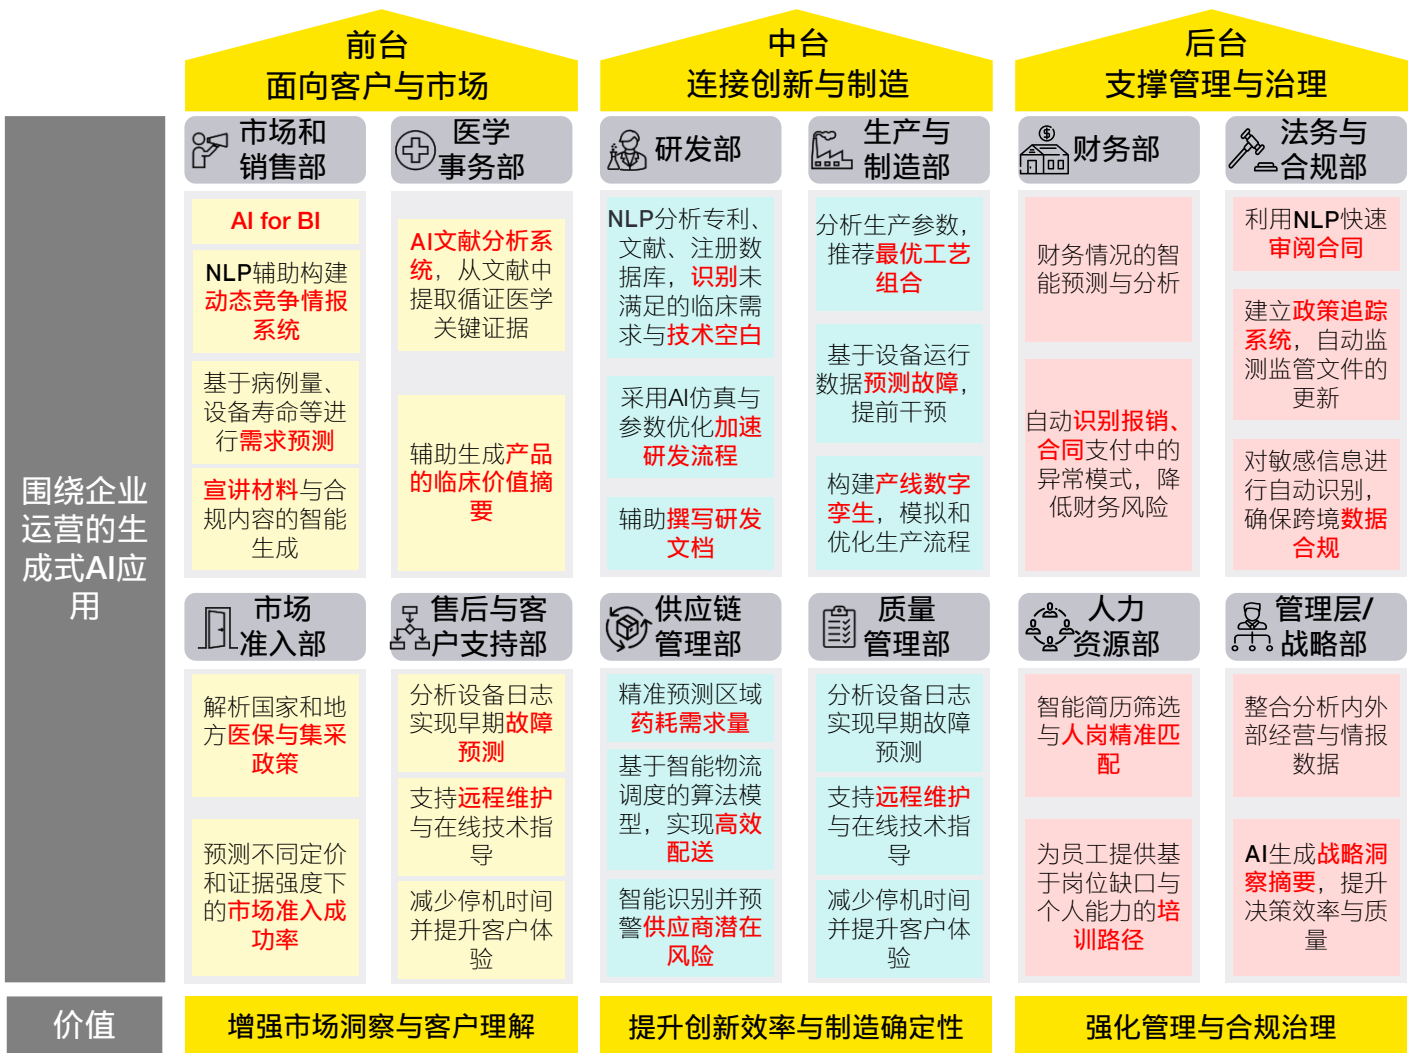 前台
面向客户与市场
中台
连接创新与制造
后台
支撑管理与治理
围绕企业
运营的生
成式AI应
用
市场和
销售部
AI for BI
NLP辅助构建
动态竞争情报
系统
基于病例量、
设备寿命等进
行需求预测
宣讲材料与合
规内容的智能
生成
医学
事务部
AI文献分析系
统，从文献中
提取循证医学
关键证据
辅助生成产品
的临床价值摘
要
研发部
NLP分析专利、
文献、注册数
据库，识别未
满足的临床需
求与技术空白
采用AI仿真与
参数优化加速
研发流程
辅助撰写研发
文档
生产与
制造部
分析生产参数，
推荐最优工艺
组合
基于设备运行
数据预测故障，
提前干预
构建产线数字
孪生，模拟和
优化生产流程
财务部
财务情况的智
能预测与分析
自动识别报销、
合同支付中的
异常模式，降
低财务风险
法务与
合规部
利用NLP快速
审阅合同
建立政策追踪
系统，自动监
测监管文件的
更新
对敏感信息进
行自动识别，
确保跨境数据
合规
市场
准入部
解析国家和地
方医保与集采
政策
预测不同定价
和证据强度下
的市场准入成
功率
售后与客
户支持部
分析设备日志
实现早期故障
预测
支持远程维护
与在线技术指
导
减少停机时间
并提升客户体
验
供应链
管理部
精准预测区域
药耗需求量
基于智能物流
调度的算法模
型，实现高效
配送
智能识别并预
警供应商潜在
风险
质量
管理部
分析设备日志
实现早期故障
预测
支持远程维护
与在线技术指
导
减少停机时间
并提升客户体
验
人力
资源部
智能简历筛选
与人岗精准匹
配
为员工提供基
于岗位缺口与
个人能力的培
训路径
管理层/
战略部
整合分析内外
部经营与情报
数据
AI生成战略洞
察摘要，提升
决策效率与质
量
价值
增强市场洞察与客户理解
提升创新效率与制造确定性
强化管理与合规治理